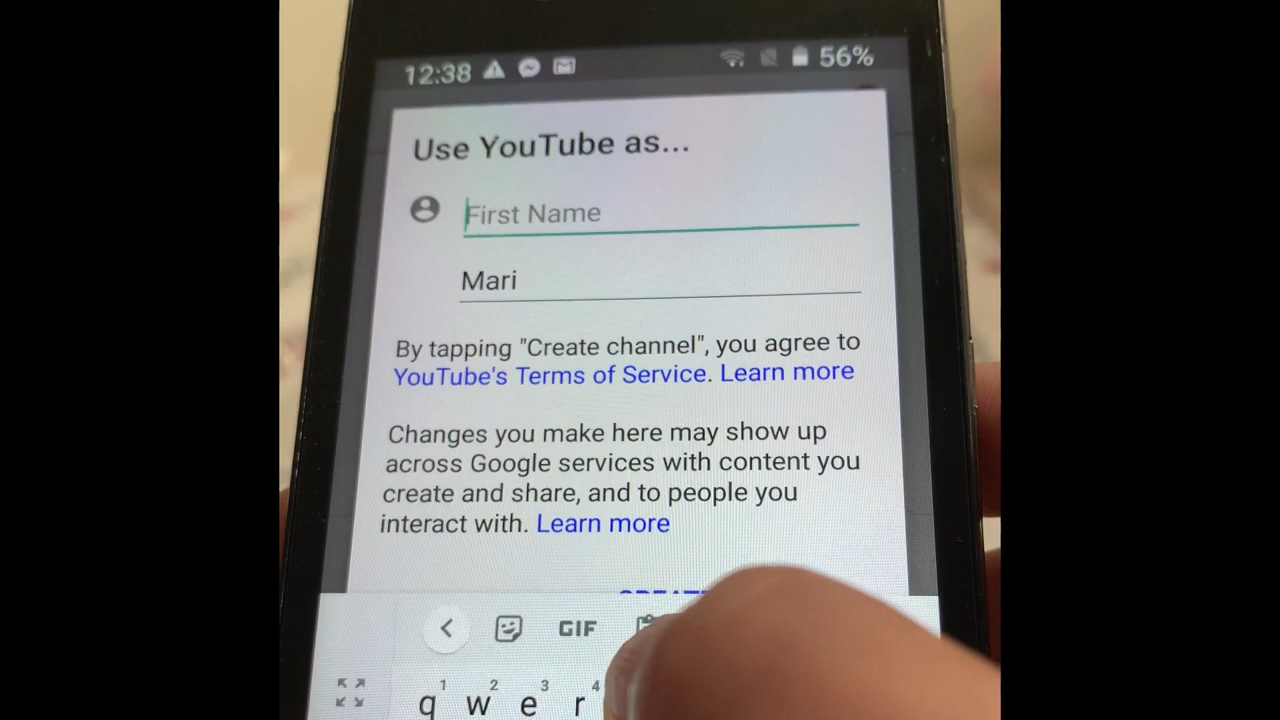 12:38 56%
Use YouTube as...
First Name
Mari
By tapping "Create channel", you agree to
YouTube's Terms of Service. Learn more
Changes you make here may show up
across Google services with content you
create and share, and to people you
interact with. Learn more
GIF
1 2 3 4
q w e r